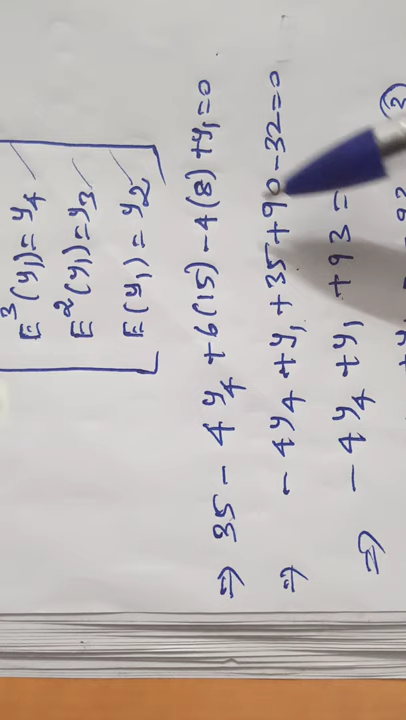 E³(y₁) = y₄
E²(y₁) = y₃
E(y₁) = y₂
⇒ 35 - 4y₄ + 6(15) - 4(8) + y₁ = 0
⇒ - 4y₄ + y₁ + 35 + 90 - 32 = 0
⇒ - 4y₄ + y₁ + 93 =